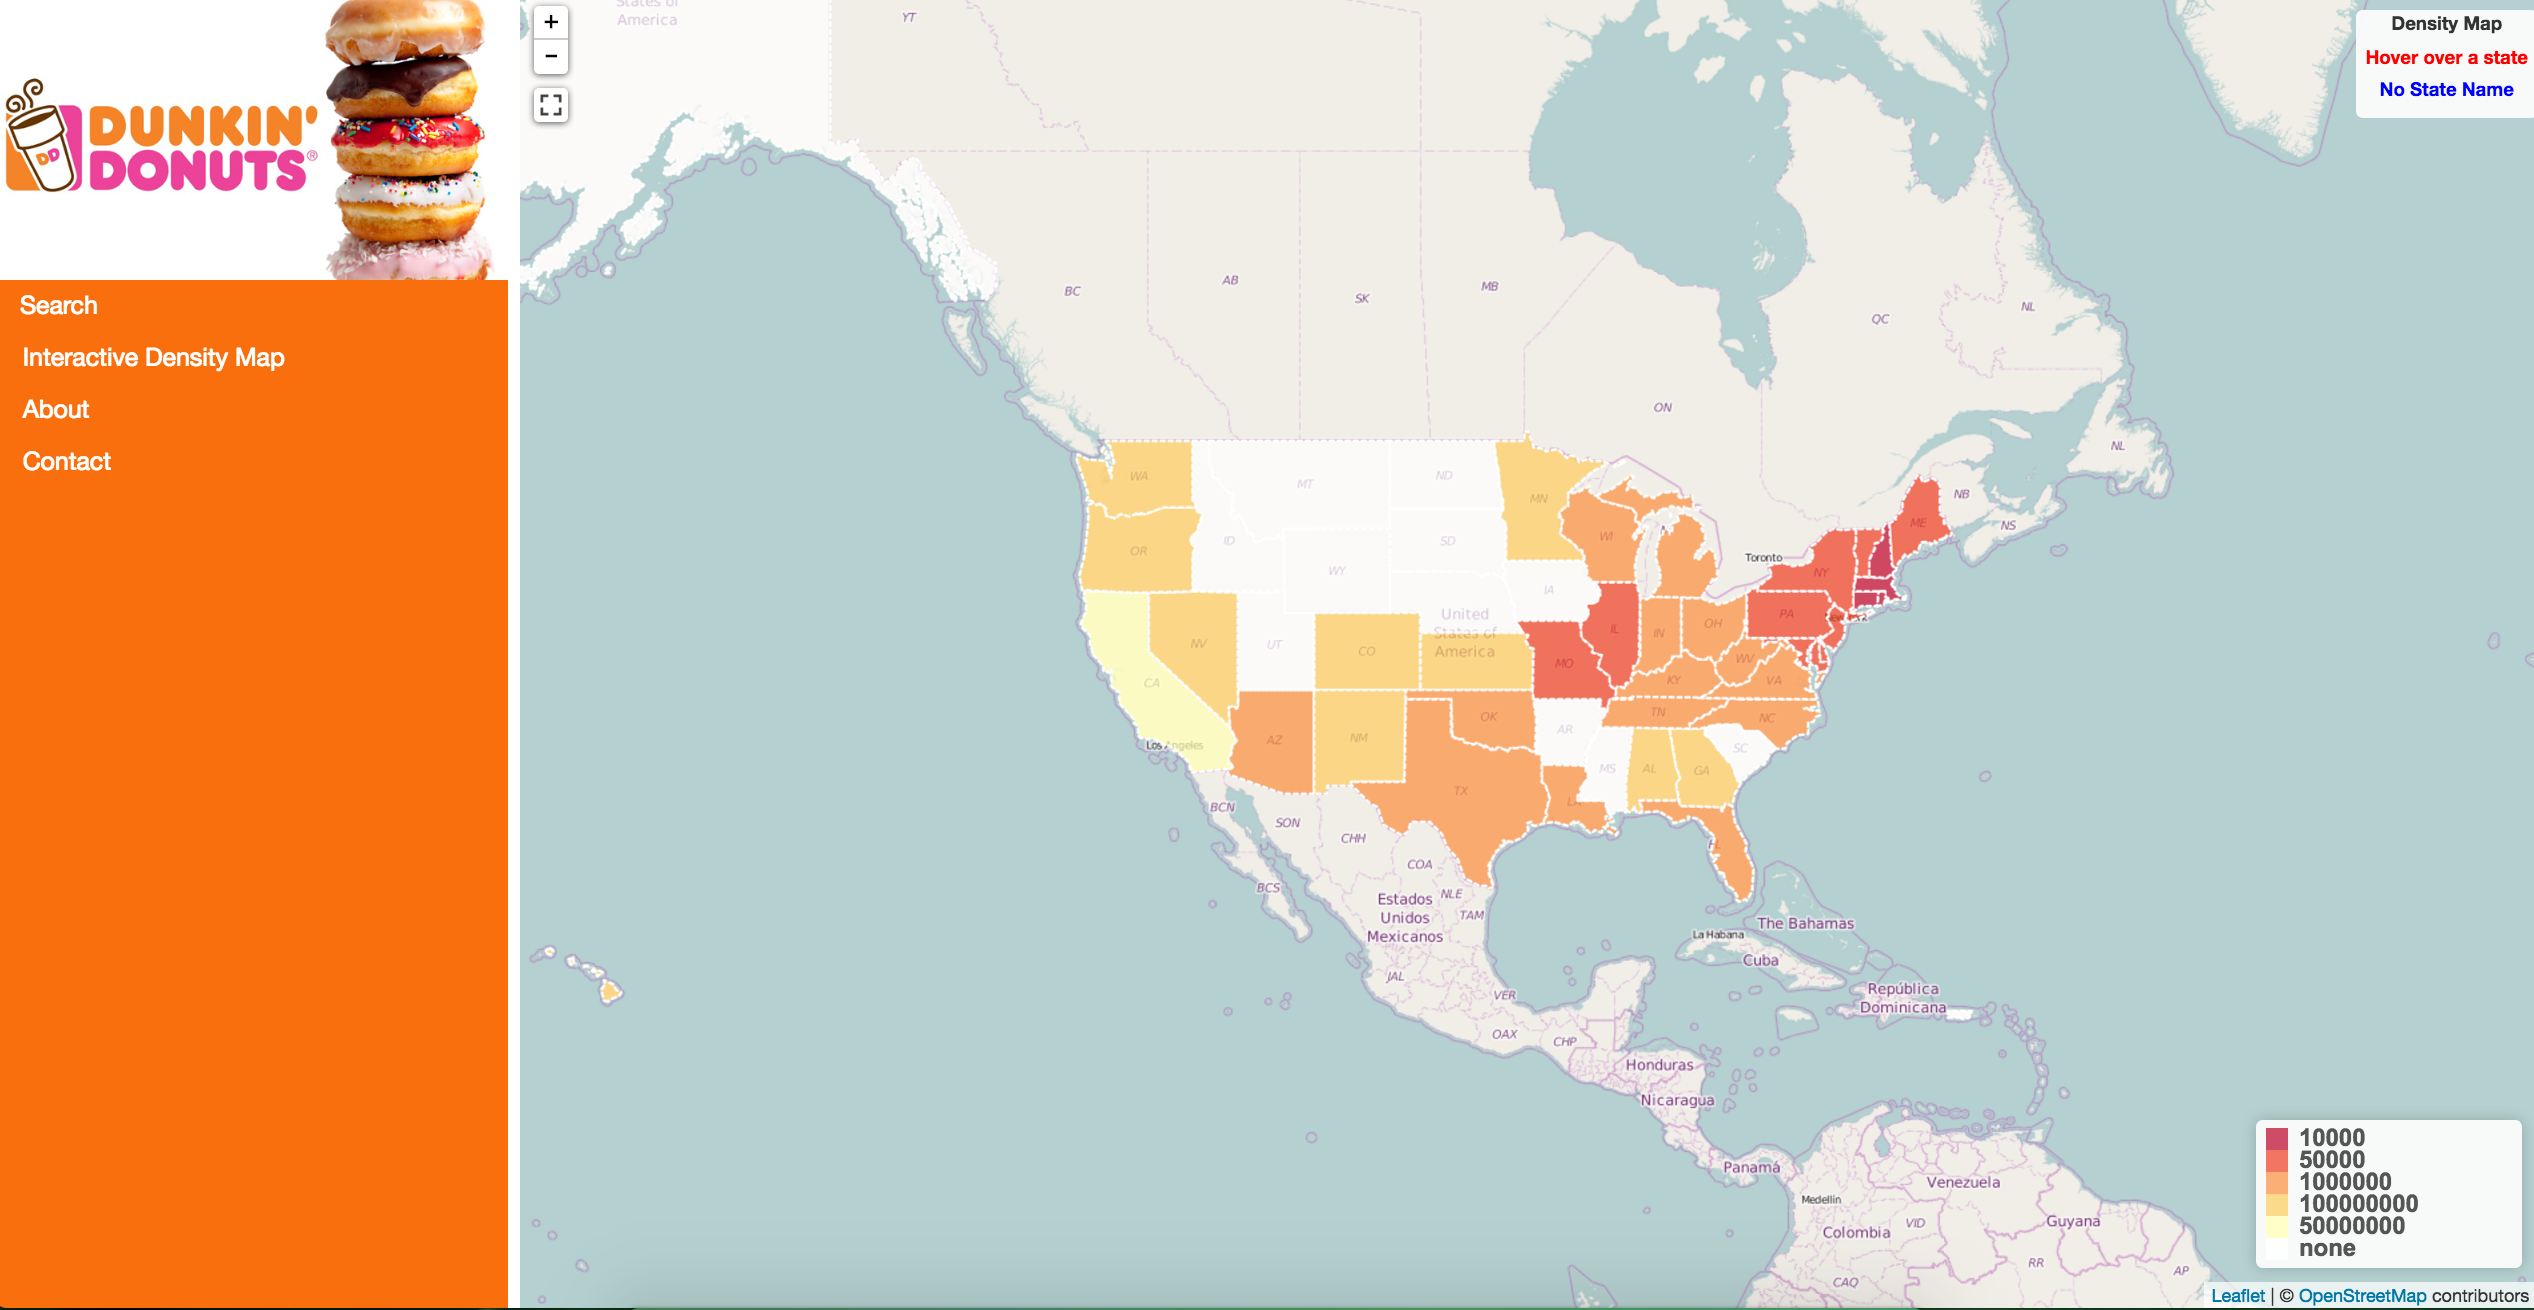 DUNKIN'
DONUTS®
DD
Search
Interactive Density Map
About
Contact
+
−
Density Map
Hover over a state
No State Name
States of
America
YT
BC
AB
SK
MB
ON
QC
NL
NL
NB
NS
Toronto
WA
MT
ND
MN
OR
ID
SD
WI
ME
WY
NY
IA
United
States of
America
PA
NV
UT
CO
IL
IN
OH
MO
WV
CA
KY
VA
Los Angeles
AZ
NM
OK
AR
TN
NC
TX
MS
AL
GA
SC
LA
FL
BCN
SON
CHH
COA
BCS
NLE
Estados
Unidos
Mexicanos
TAM
JAL
VER
OAX
CHP
La Habana
The Bahamas
Cuba
República
Dominicana
Honduras
Nicaragua
Panamá
Medellín
Venezuela
Colombia
VID
Guyana
RR
AP
CAQ
10000
50000
1000000
100000000
50000000
none
Leaflet | © OpenStreetMap contributors